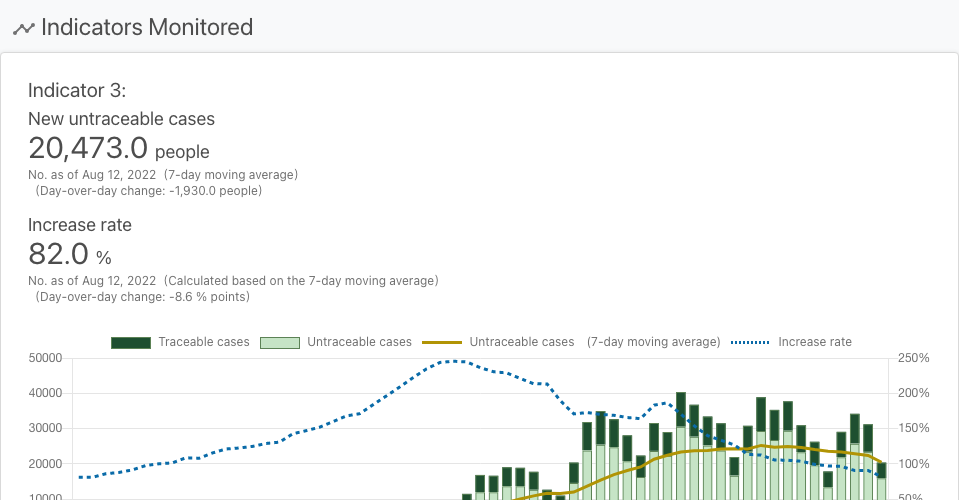 Indicators Monitored
Indicator 3:
New untraceable cases
20,473.0 people
No. as of Aug 12, 2022 (7-day moving average)
(Day-over-day change: -1,930.0 people)
Increase rate
82.0 %
No. as of Aug 12, 2022 (Calculated based on the 7-day moving average)
(Day-over-day change: -8.6 % points)
Traceable cases Untraceable cases Untraceable cases (7-day moving average) Increase rate
50000 250%
40000 200%
30000 150%
20000 100%
10000 50%